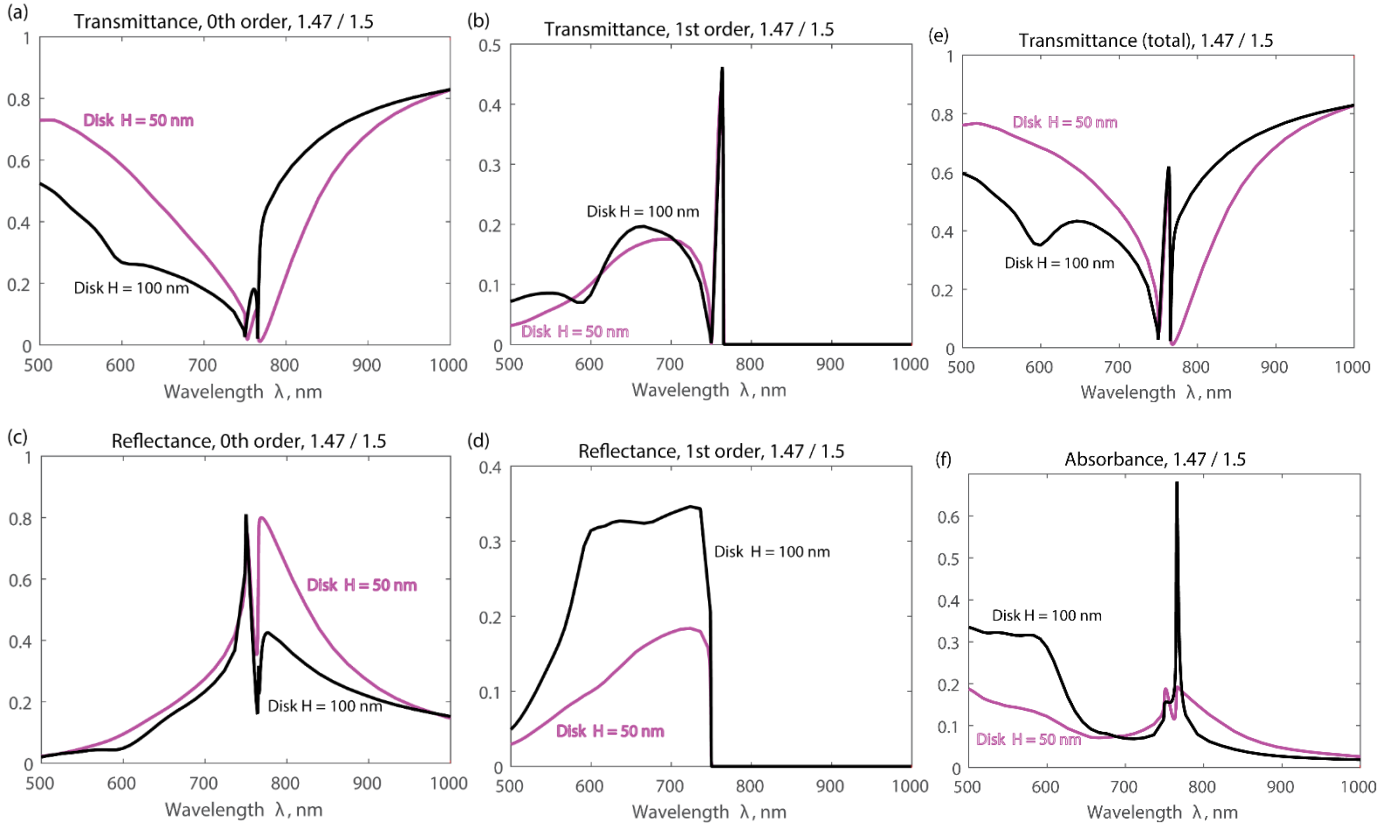 (a)
Transmittance, 0th order, 1.47 / 1.5
1
0.8
0.6
0.4
0.2
0
Disk H = 50 nm
Disk H = 100 nm
500 600 700 800 900 1000
Wavelength λ, nm
(b)
Transmittance, 1st order, 1.47 / 1.5
0.5
0.4
0.3
0.2
0.1
0
Disk H = 100 nm
Disk H = 50 nm
500 600 700 800 900 1000
Wavelength λ, nm
(e)
Transmittance (total), 1.47 / 1.5
1
0.8
0.6
0.4
0.2
0
Disk H = 50 nm
Disk H = 100 nm
500 600 700 800 900 1000
Wavelength λ, nm
(c)
Reflectance, 0th order, 1.47 / 1.5
1
0.8
0.6
0.4
0.2
0
Disk H = 50 nm
Disk H = 100 nm
500 600 700 800 900 1000
Wavelength λ, nm
(d)
Reflectance, 1st order, 1.47 / 1.5
0.4
0.3
0.2
0.1
0
Disk H = 100 nm
Disk H = 50 nm
500 600 700 800 900 1000
Wavelength λ, nm
(f)
Absorbance, 1.47 / 1.5
0.6
0.5
0.4
0.3
0.2
0.1
0
Disk H = 100 nm
Disk H = 50 nm
500 600 700 800 900 1000
Wavelength λ, nm